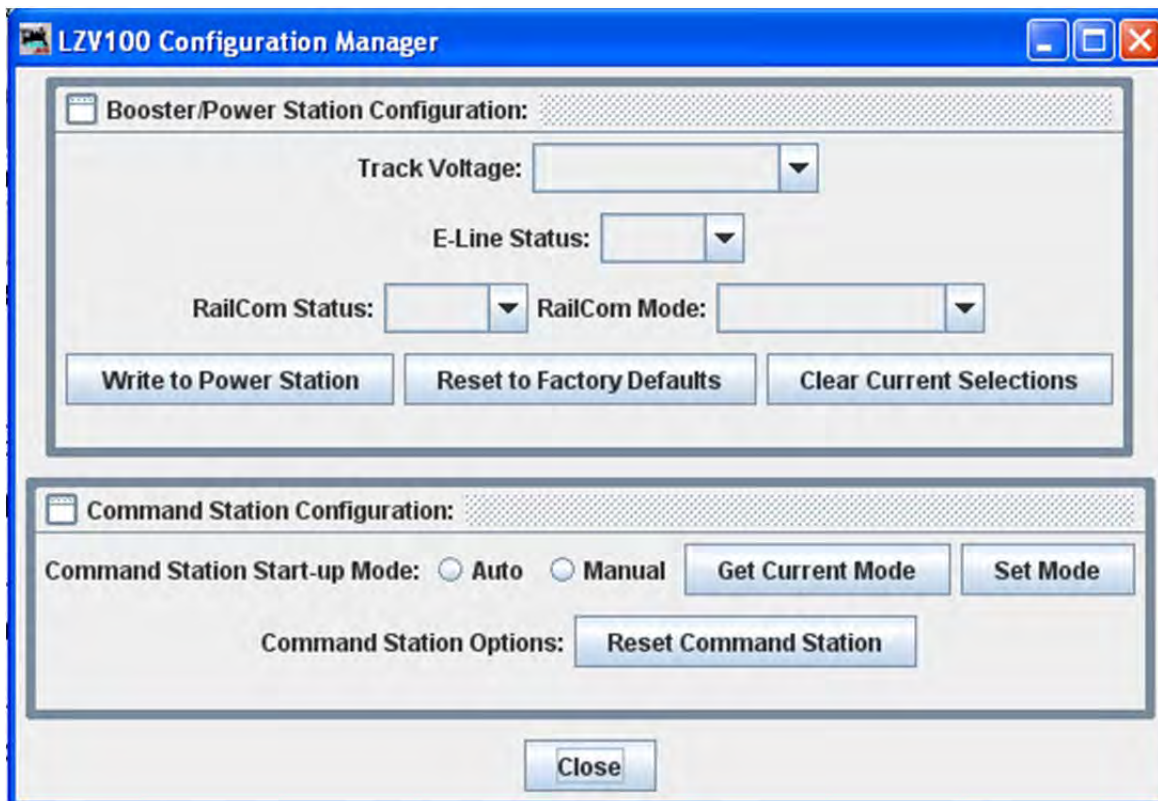 LZV100 Configuration Manager
Booster/Power Station Configuration:
Track Voltage:
E-Line Status:
RailCom Status: RailCom Mode:
Write to Power Station Reset to Factory Defaults Clear Current Selections
Command Station Configuration:
Command Station Start-up Mode: Auto Manual Get Current Mode Set Mode
Command Station Options: Reset Command Station
Close